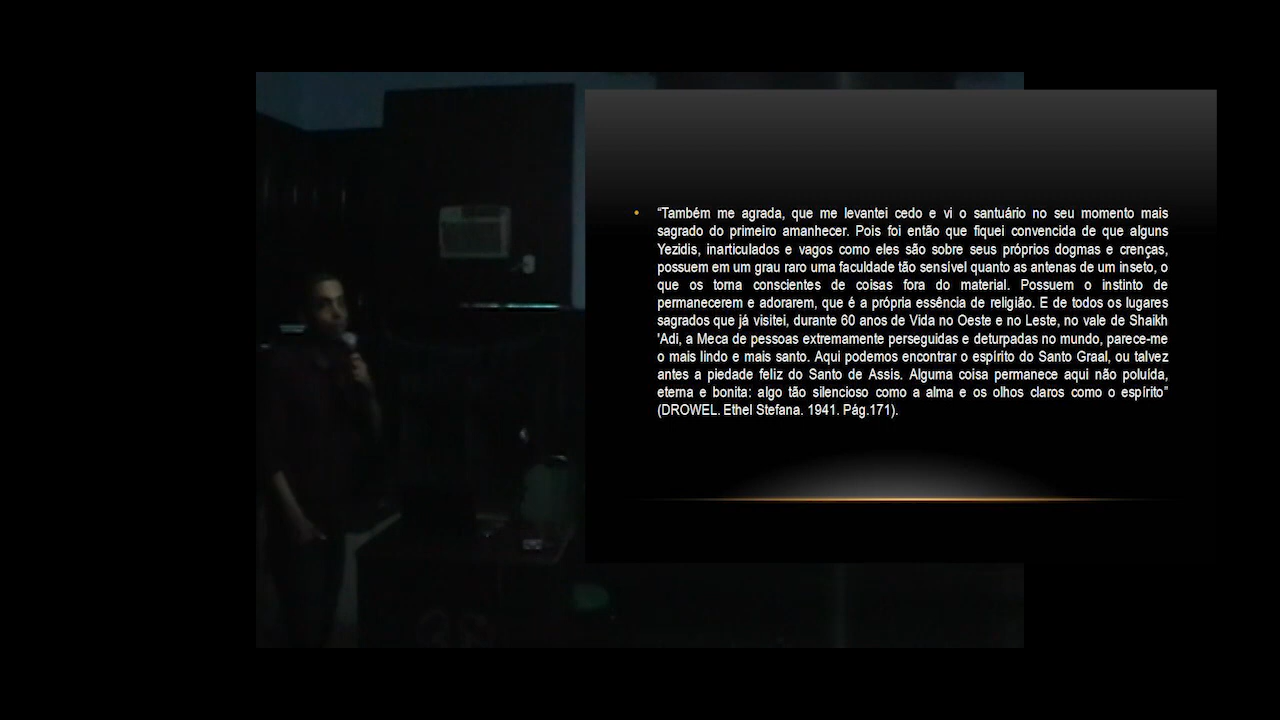 • “Também me agrada, que me levantei cedo e vi o santuário no seu momento mais
sagrado do primeiro amanhecer. Pois foi então que fiquei convencida de que alguns
Yezidis, inarticulados e vagos como eles são sobre seus próprios dogmas e crenças,
possuem em um grau raro uma faculdade tão sensível quanto as antenas de um inseto, o
que os torna conscientes de coisas fora do material. Possuem o instinto de
permanecerem e adorarem, que é a própria essência de religião. E de todos os lugares
sagrados que já visitei, durante 60 anos de Vida no Oeste e no Leste, no vale de Shaikh
'Adi, a Meca de pessoas extremamente perseguidas e deturpadas no mundo, parece-me
o mais lindo e mais santo. Aqui podemos encontrar o espírito do Santo Graal, ou talvez
antes a piedade feliz do Santo de Assis. Alguma coisa permanece aqui não poluída,
eterna e bonita: algo tão silencioso como a alma e os olhos claros como o espírito”
(DROWEL. Ethel Stefana. 1941. Pág.171).